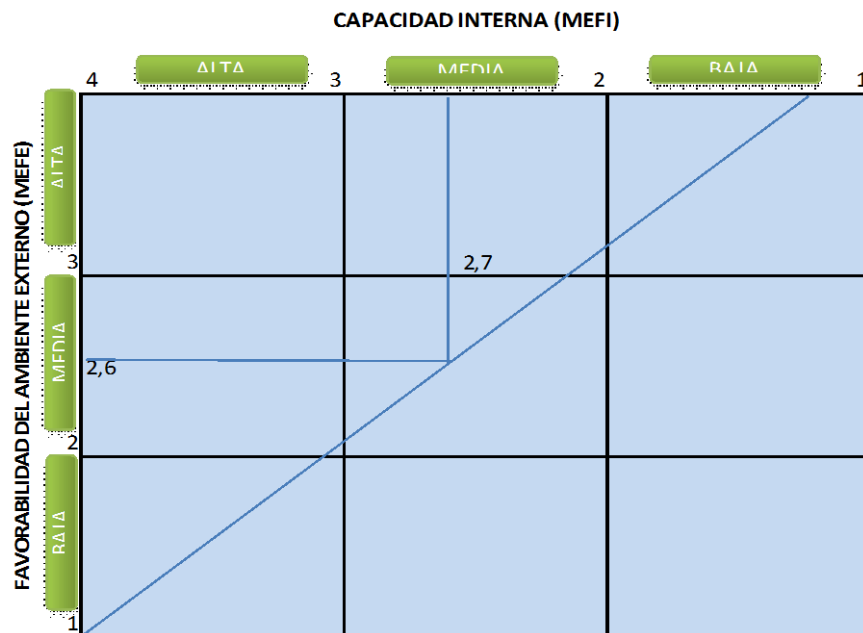 CAPACIDAD INTERNA (MEFI)
ALTA
MEDIA
BAJA
4
3
2
1
FAVORABILIDAD DEL AMBIENTE EXTERNO (MEFE)
ALTA
3
2,7
MEDIA
2,6
2
BAJA
1